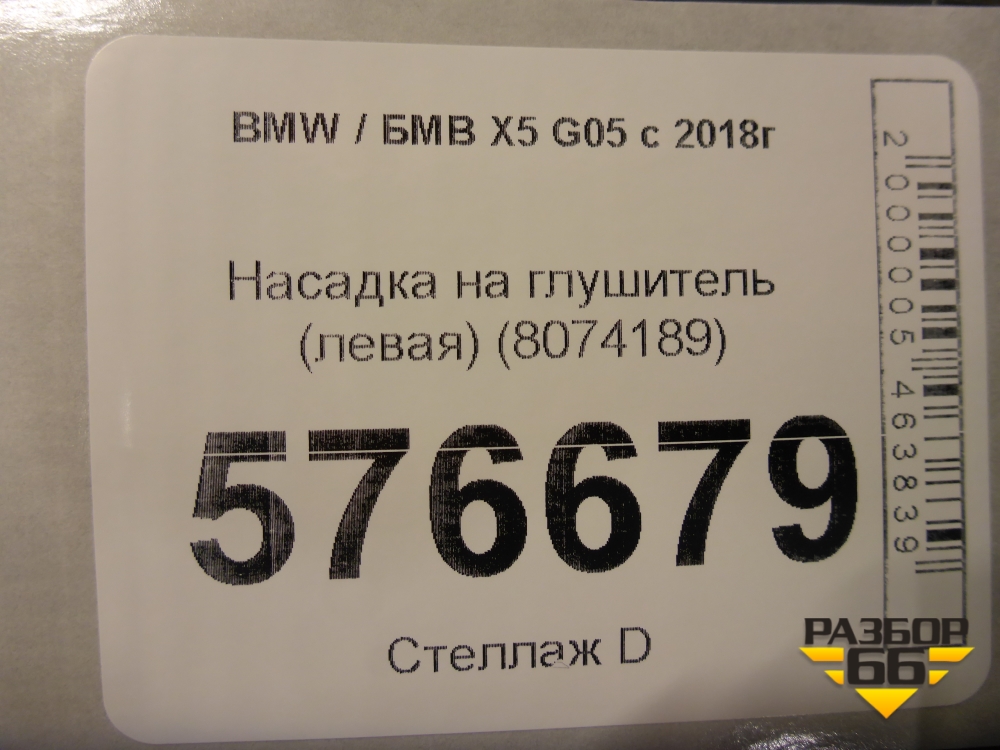 BMW / БМВ X5 G05 с 2018г
Насадка на глушитель
(левая) (8074189)
576679
Стеллаж D
2000005463839
РАЗБОР
66